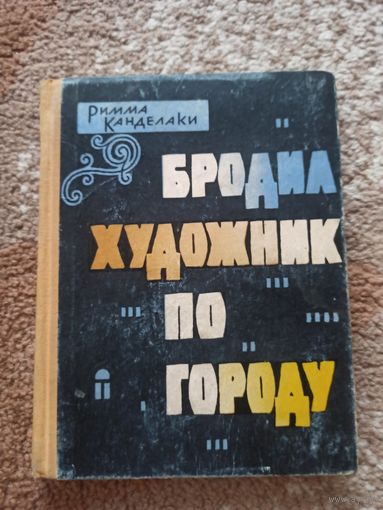 Римма
Канделаки
БРОДИЛ
ХУДОЖНИК
ПО
ГОРОДУ